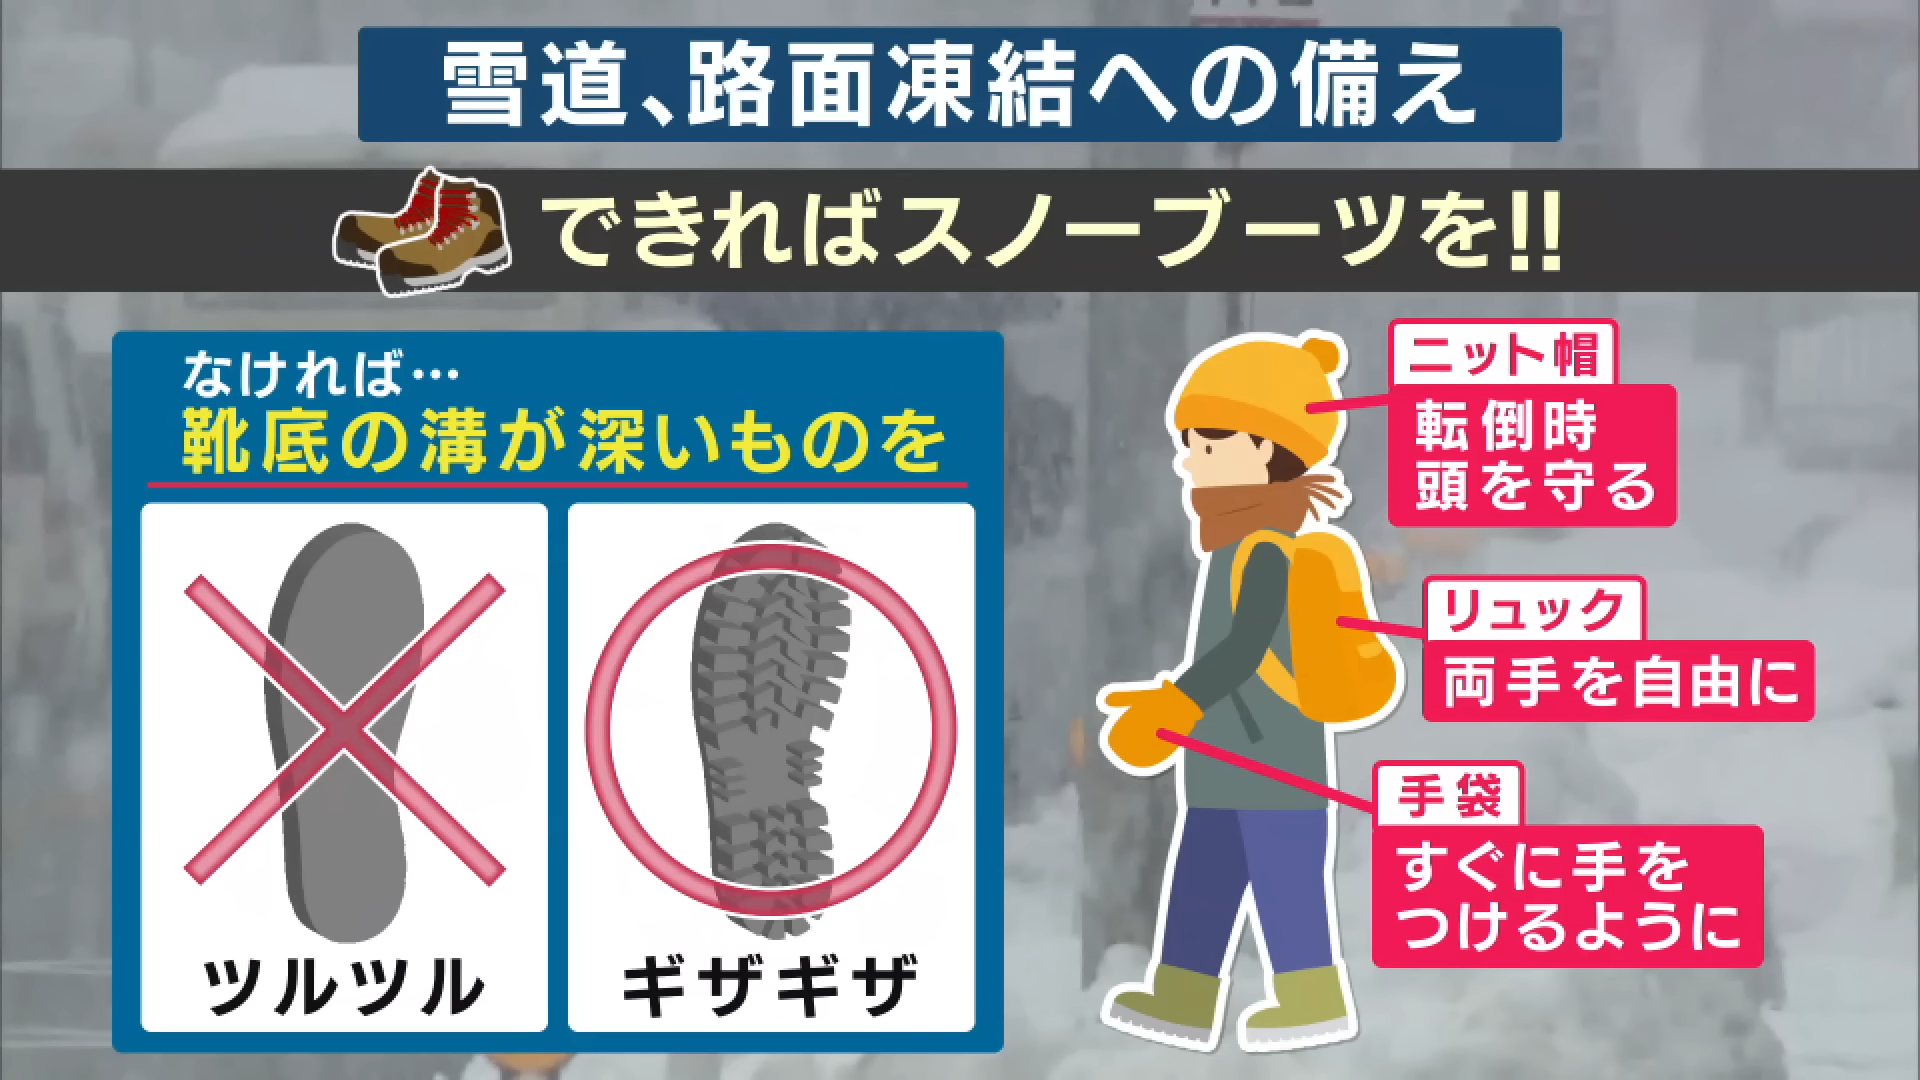 雪道、路面凍結への備え
できればスノーブーツを!!
なければ…
靴底の溝が深いものを
ツルツル
ギザギザ
ニット帽
転倒時
頭を守る
リュック
両手を自由に
手袋
すぐに手を
つけるように